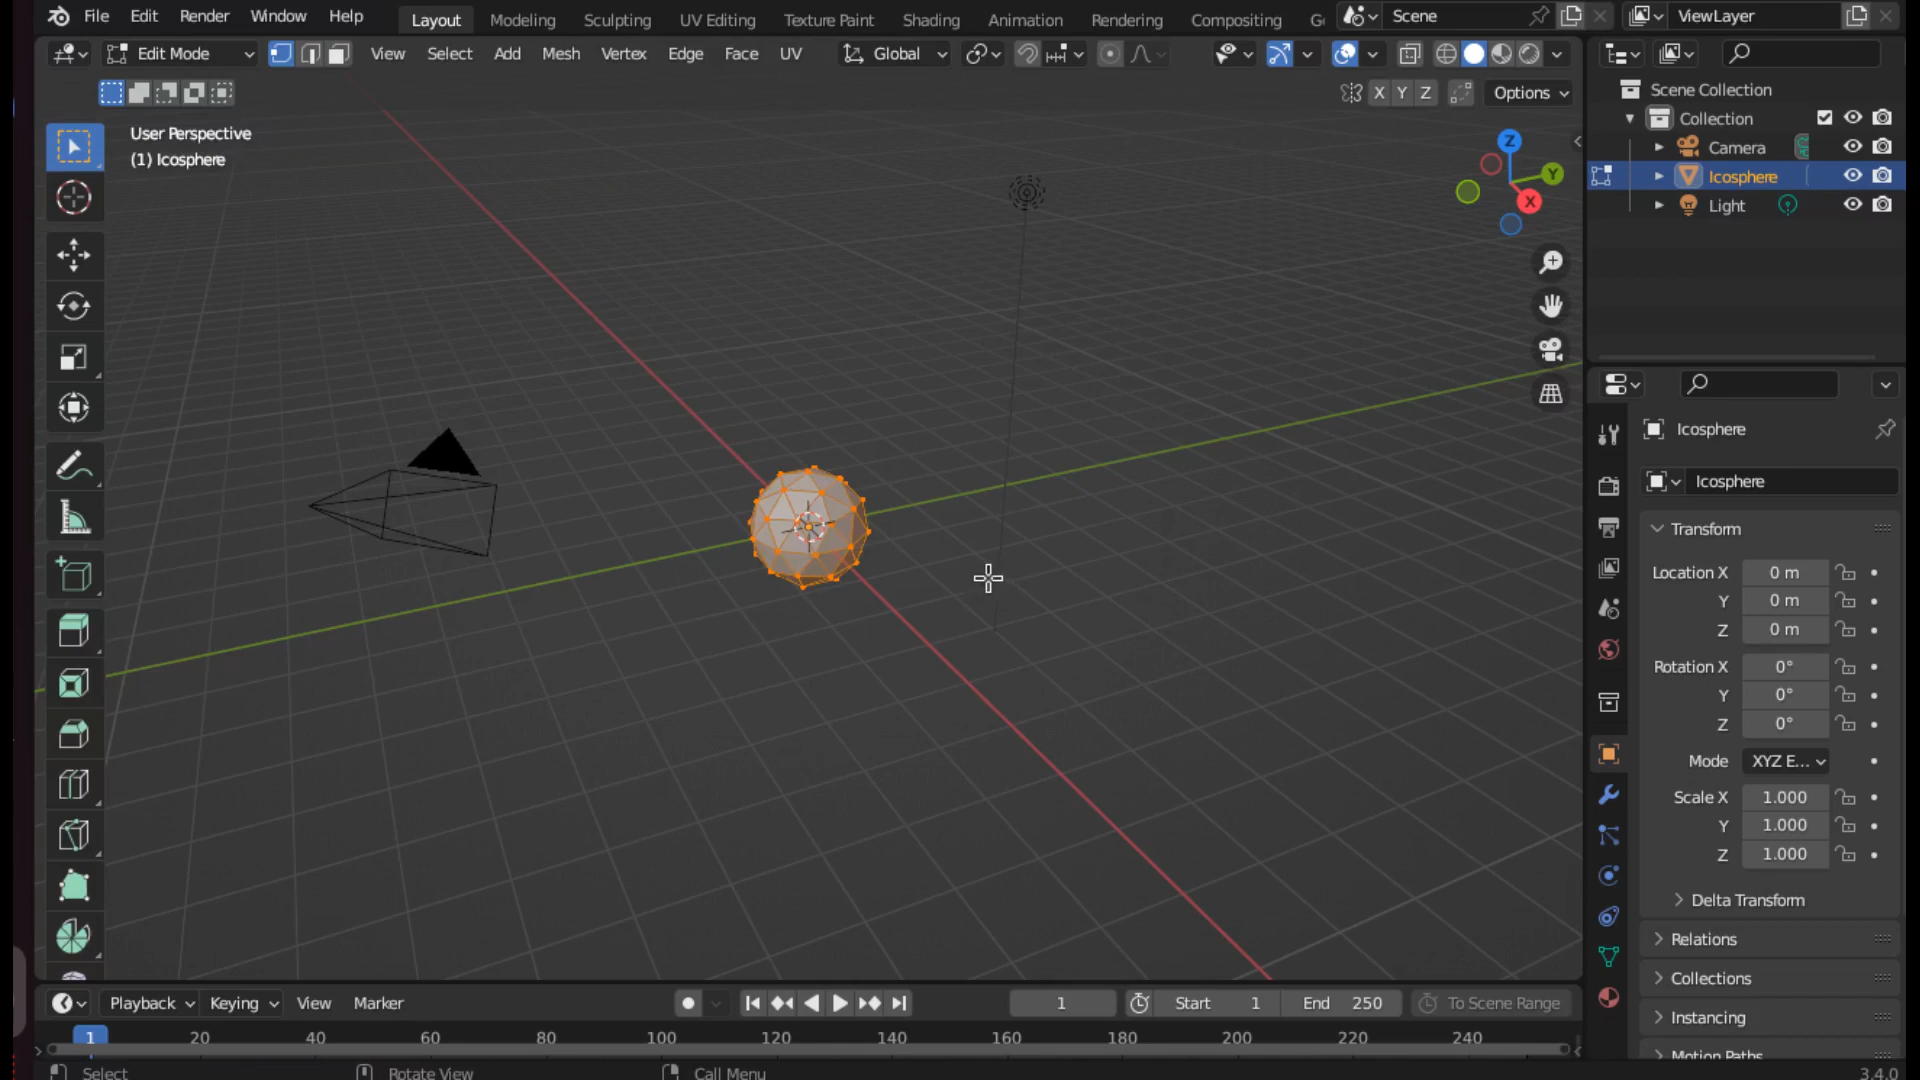 File Edit Render Window Help Layout Modeling Sculpting UV Editing Texture Paint Shading Animation Rendering Compositing Scene ViewLayer
Edit Mode View Select Add Mesh Vertex Edge Face UV Global
X Y Z Options
User Perspective
(1) Icosphere
Z
Y
X
Scene Collection
Collection
Camera
Icosphere
Light
Icosphere
Icosphere
Transform
Location X 0 m
Y 0 m
Z 0 m
Rotation X 0°
Y 0°
Z 0°
Mode XYZ E...
Scale X 1.000
Y 1.000
Z 1.000
Delta Transform
Relations
Collections
Instancing
Motion Paths
Playback Keying View Marker 1 Start 1 End 250 To Scene Range
1 20 40 60 80 100 120 140 160 180 200 220 240
Select Rotate View Call Menu 3.4.0